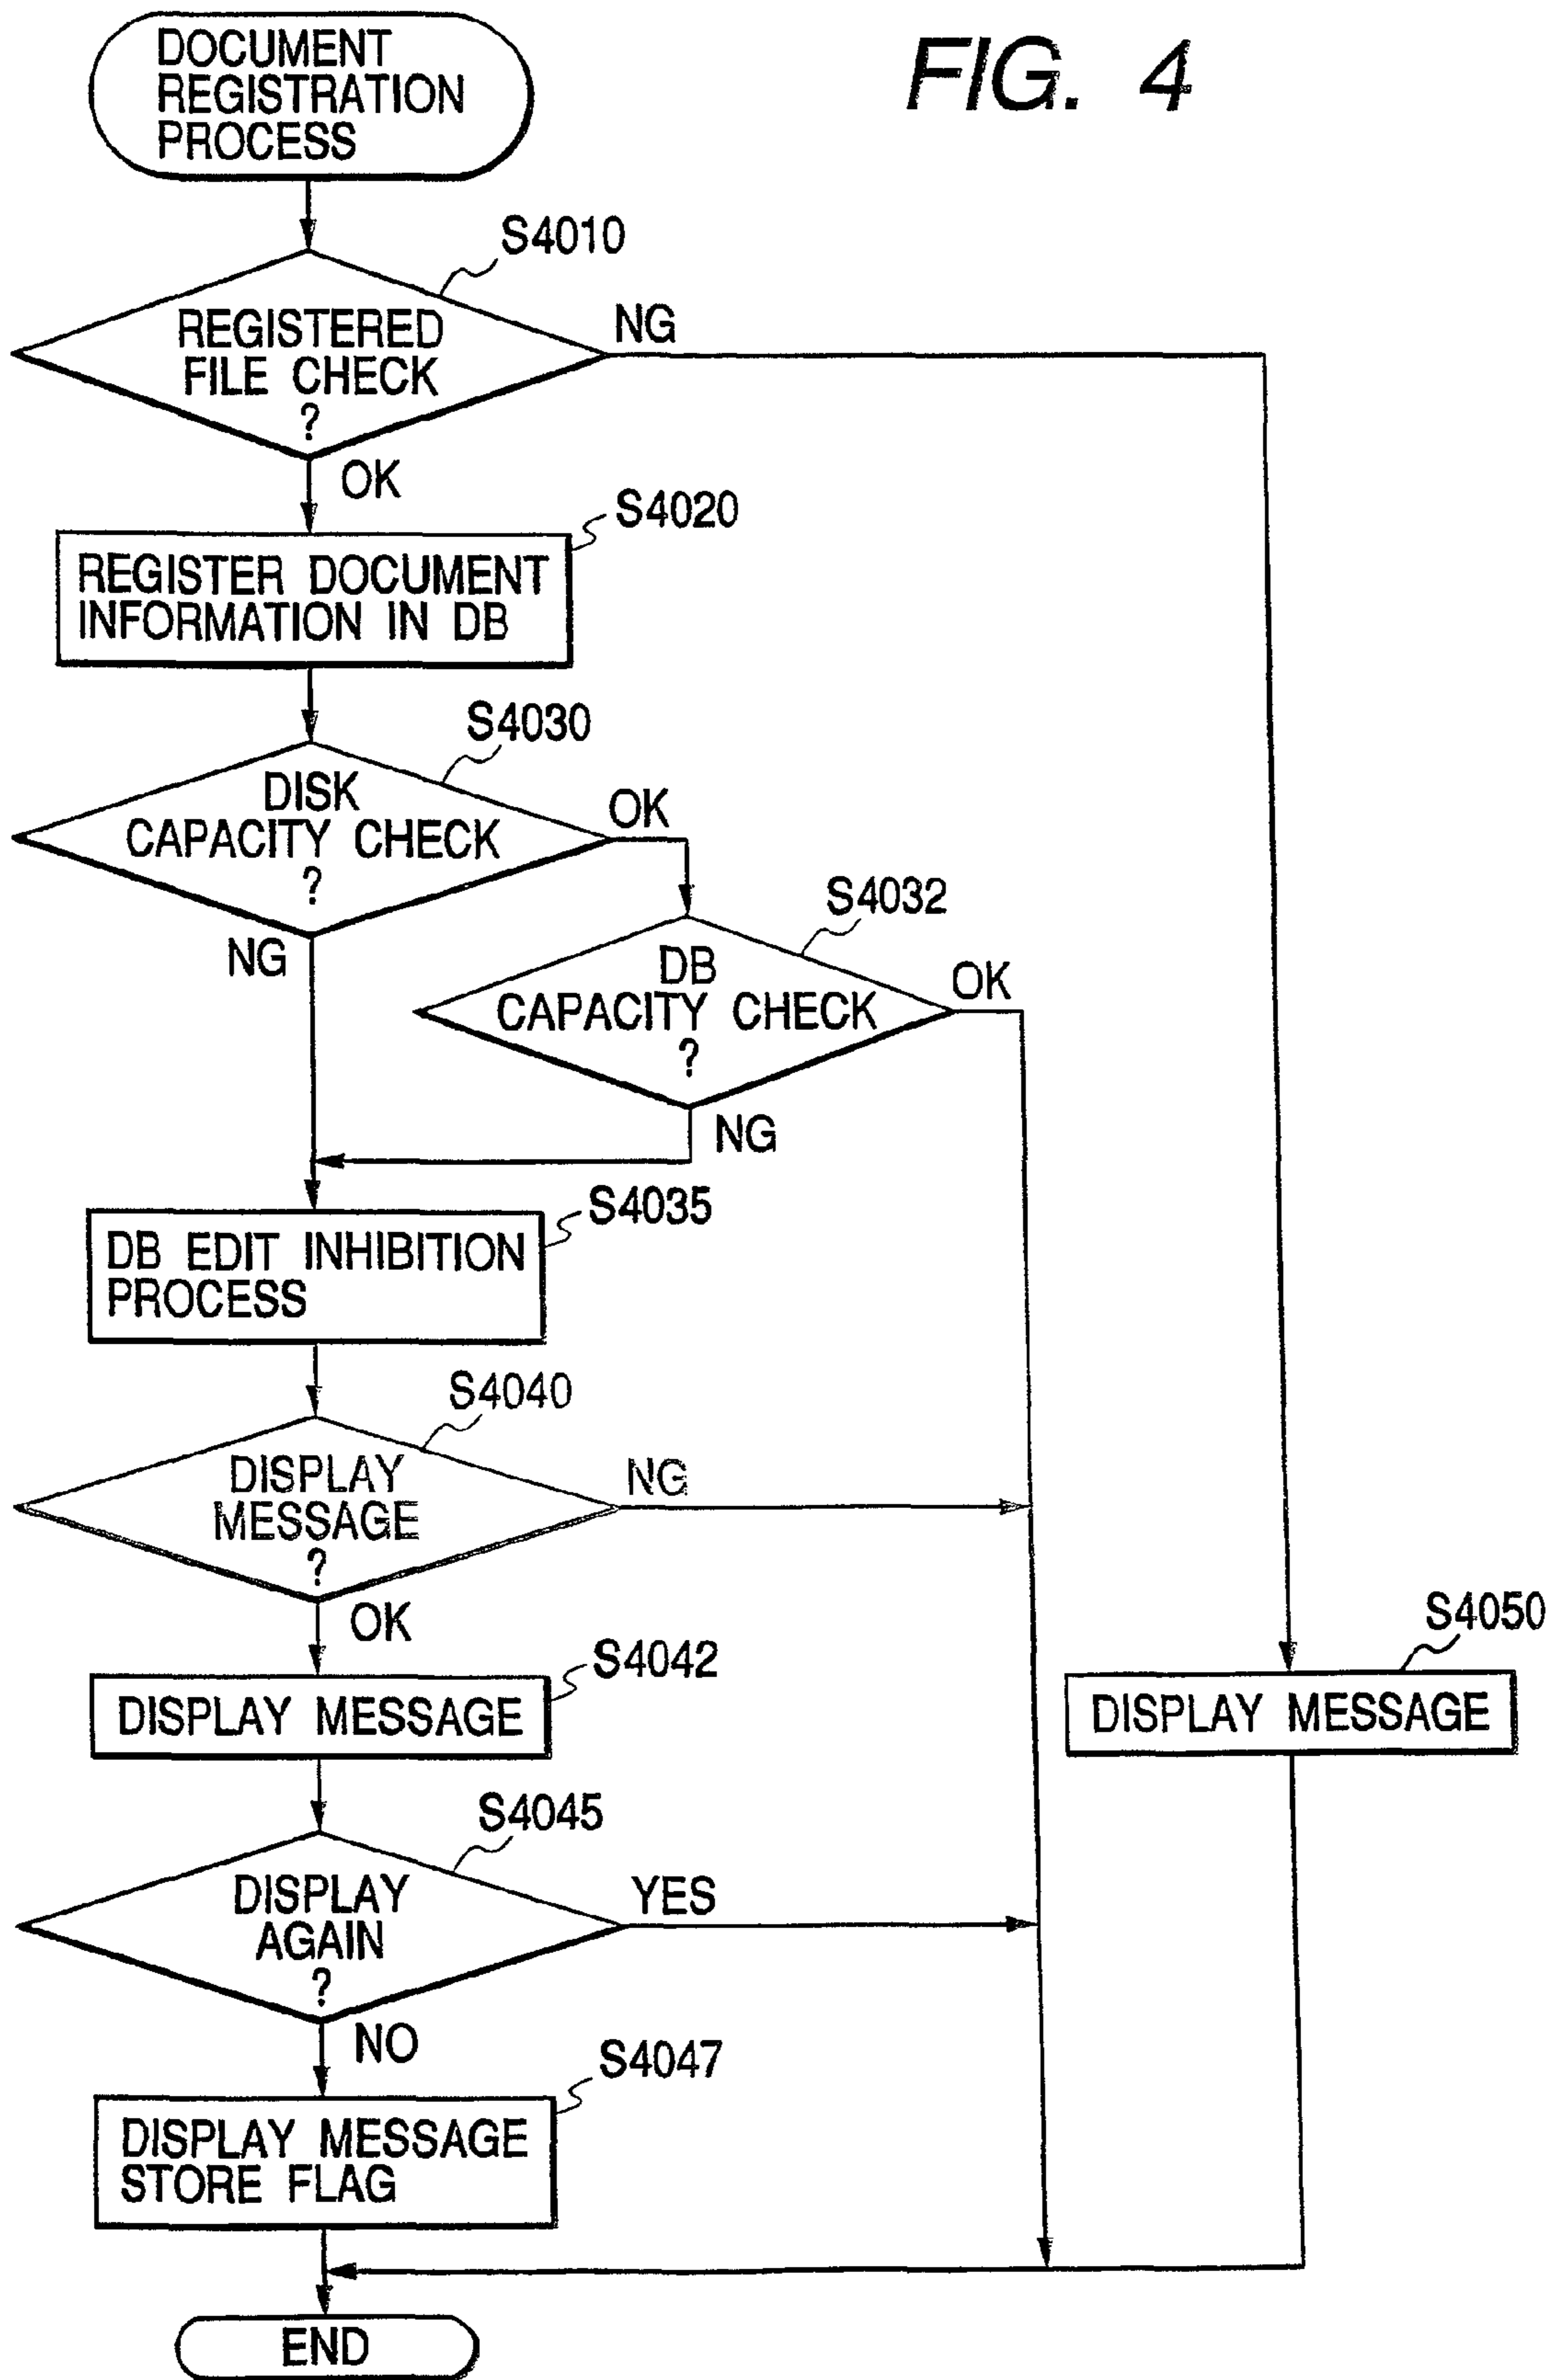 FIG. 4
DOCUMENT
REGISTRATION
PROCESS
S4010
REGISTERED
FILE CHECK
?
NG
OK
S4020
REGISTER DOCUMENT
INFORMATION IN DB
S4030
DISK
CAPACITY CHECK
?
OK
NG
S4032
DB
CAPACITY CHECK
?
OK
NG
S4035
DB EDIT INHIBITION
PROCESS
S4040
DISPLAY
MESSAGE
?
NG
OK
S4042
DISPLAY MESSAGE
S4050
DISPLAY MESSAGE
S4045
DISPLAY
AGAIN
?
YES
NO
S4047
DISPLAY MESSAGE
STORE FLAG
END